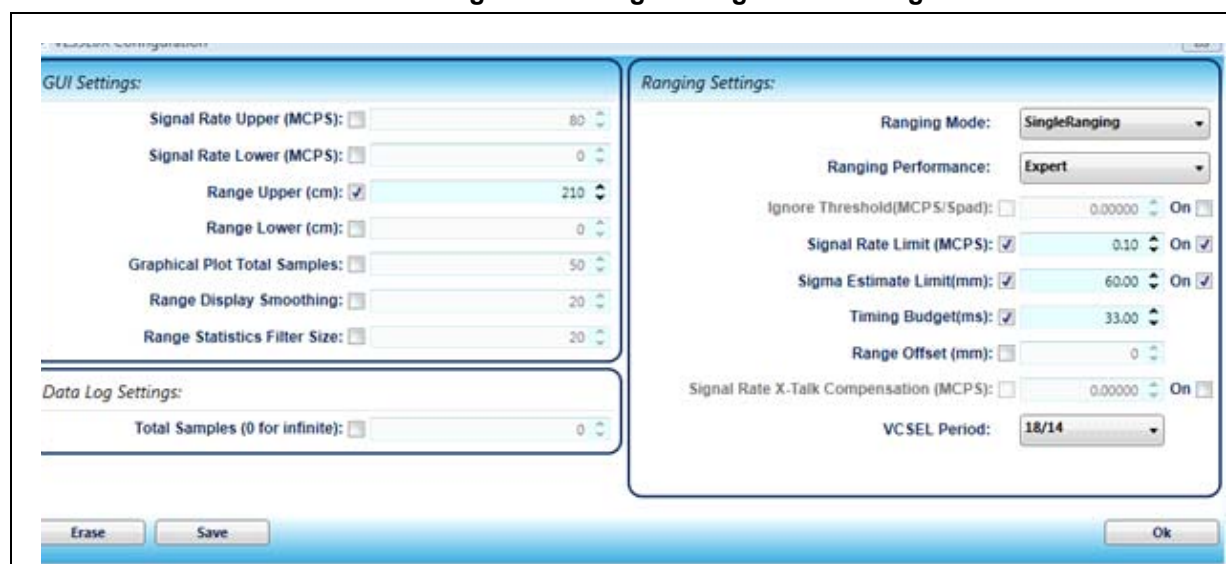 GUI Settings:
Signal Rate Upper (MCPS): 80
Signal Rate Lower (MCPS): 0
Range Upper (cm): 210
Range Lower (cm): 0
Graphical Plot Total Samples: 50
Range Display Smoothing: 20
Range Statistics Filter Size: 20
Data Log Settings:
Total Samples (0 for infinite): 0
Ranging Settings:
Ranging Mode: SingleRanging
Ranging Performance: Expert
Ignore Threshold(MCPS/Spad): 0.00000 On
Signal Rate Limit (MCPS): 0.10 On
Sigma Estimate Limit(mm): 60.00 On
Timing Budget(ms): 33.00
Range Offset (mm): 0
Signal Rate X-Talk Compensation (MCPS): 0.00000 On
VCSEL Period: 18/14
Erase Save Ok